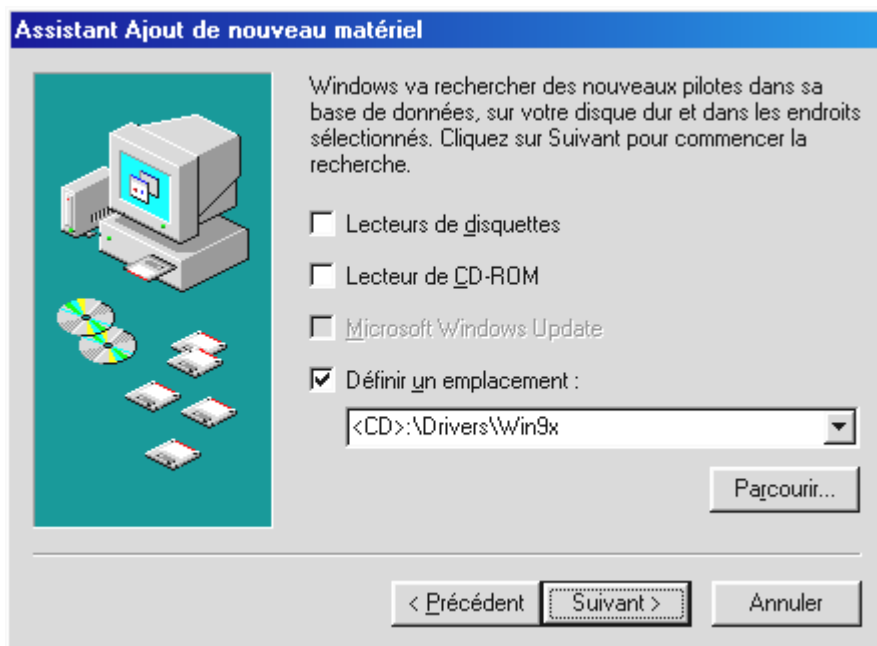 Assistant Ajout de nouveau matériel
Windows va rechercher des nouveaux pilotes dans sa
base de données, sur votre disque dur et dans les endroits
sélectionnés. Cliquez sur Suivant pour commencer la
recherche.
Lecteurs de disquettes
Lecteur de CD-ROM
Microsoft Windows Update
Définir un emplacement :
<CD>:\Drivers\Win9x
Parcourir...
< Précédent
Suivant >
Annuler